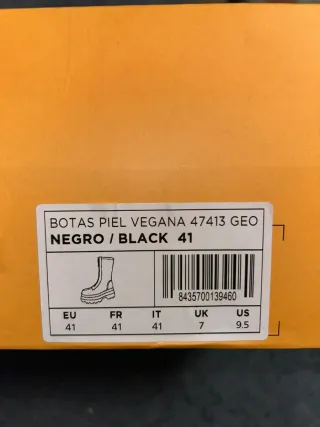 BOTAS PIEL VEGANA 47413 GEO
NEGRO / BLACK 41
8435700139460
EU FR IT UK US
41 41 41 7 9.5